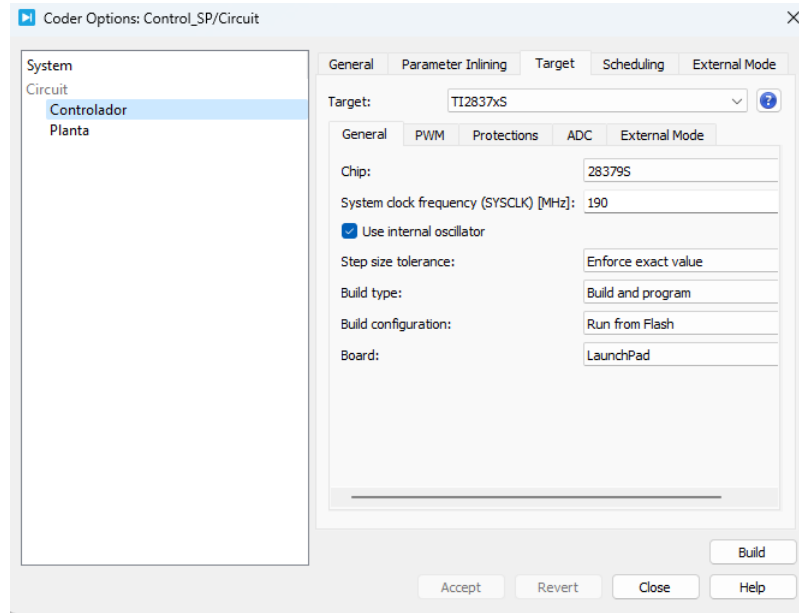 Coder Options: Control_SP/Circuit
System
Circuit
Controlador
Planta
General Parameter Inlining Target Scheduling External Mode
Target: TI2837xS
General PWM Protections ADC External Mode
Chip: 28379S
System clock frequency (SYSCLK) [MHz]: 190
Use internal oscillator
Step size tolerance: Enforce exact value
Build type: Build and program
Build configuration: Run from Flash
Board: LaunchPad
Build
Accept Revert Close Help